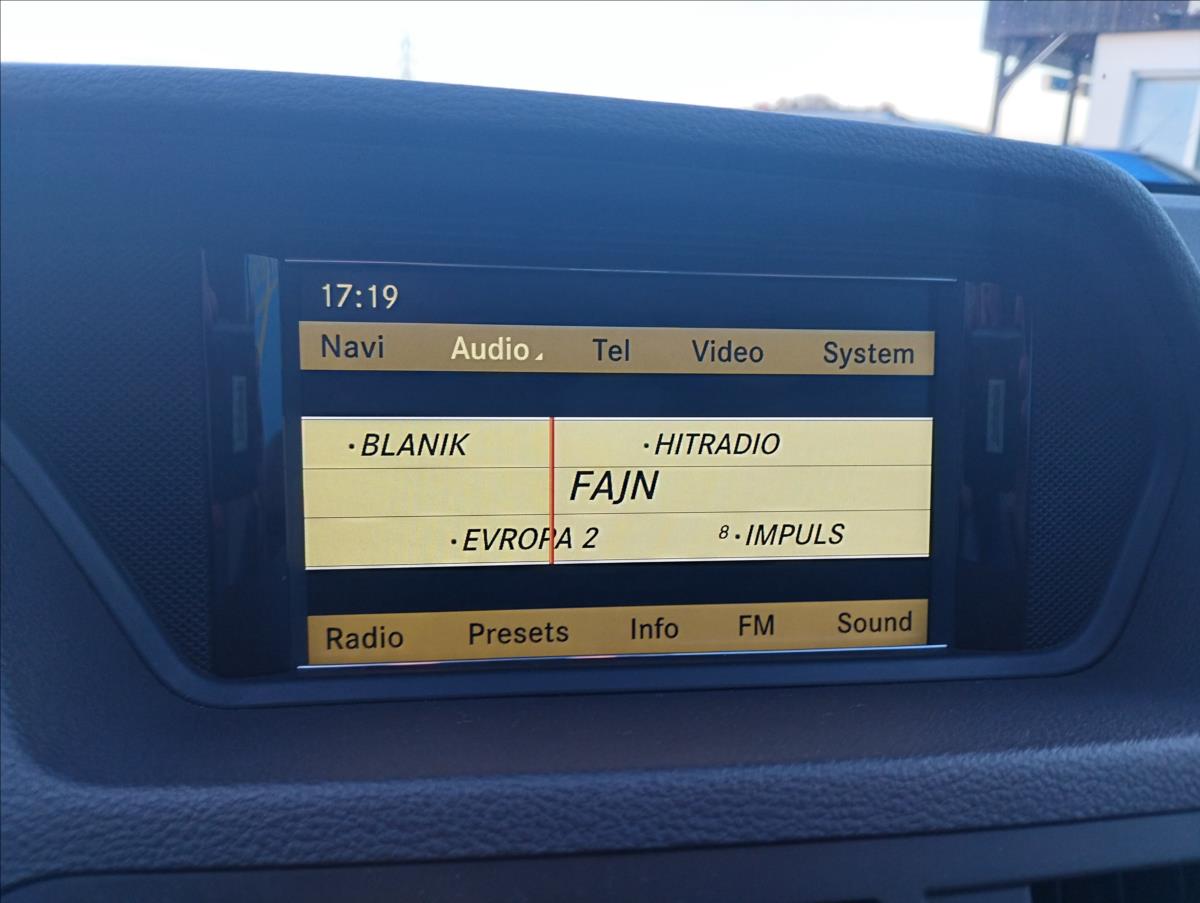 17:19
Navi Audio Tel Video System
·BLANIK ·HITRADIO
FAJN
·EVROPA 2 8·IMPULS
Radio Presets Info FM Sound